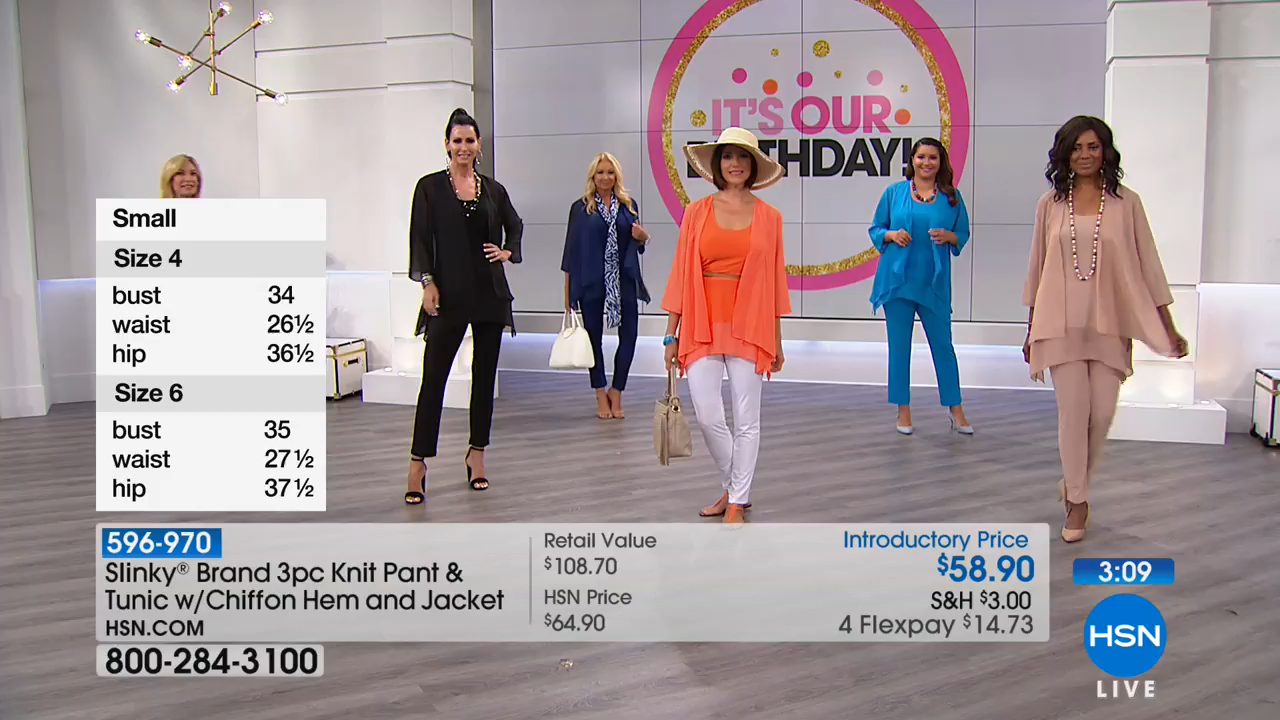 IT'S OUR
BIRTHDAY!
Small
Size 4
bust 34
waist 26½
hip 36½
Size 6
bust 35
waist 27½
hip 37½
596-970
Slinky® Brand 3pc Knit Pant &
Tunic w/Chiffon Hem and Jacket
HSN.COM
800-284-3100
Retail Value
$108.70
HSN Price
$64.90
Introductory Price
$58.90
S&H $3.00
4 Flexpay $14.73
3:09
HSN
LIVE